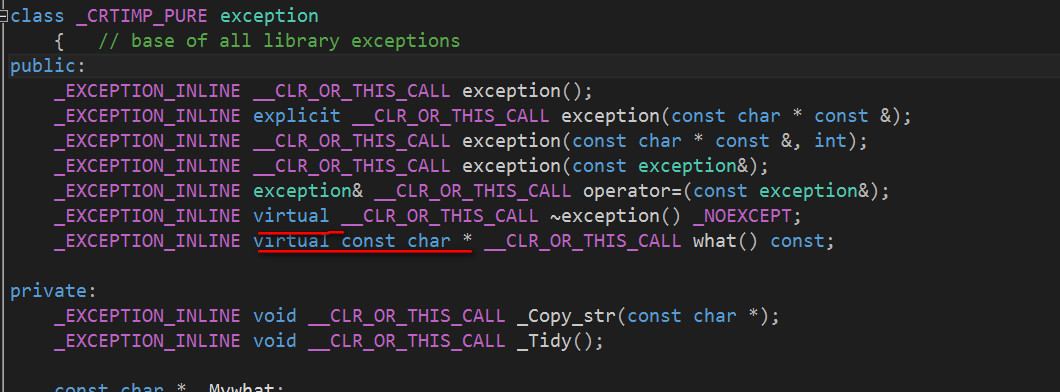 class _CRTIMP_PURE exception
{ // base of all library exceptions
public:
_EXCEPTION_INLINE __CLR_OR_THIS_CALL exception();
_EXCEPTION_INLINE explicit __CLR_OR_THIS_CALL exception(const char * const &);
_EXCEPTION_INLINE __CLR_OR_THIS_CALL exception(const char * const &, int);
_EXCEPTION_INLINE __CLR_OR_THIS_CALL exception(const exception&);
_EXCEPTION_INLINE exception& __CLR_OR_THIS_CALL operator=(const exception&);
_EXCEPTION_INLINE virtual __CLR_OR_THIS_CALL ~exception() _NOEXCEPT;
_EXCEPTION_INLINE virtual const char * __CLR_OR_THIS_CALL what() const;
private:
_EXCEPTION_INLINE void __CLR_OR_THIS_CALL _Copy_str(const char *);
_EXCEPTION_INLINE void __CLR_OR_THIS_CALL _Tidy();
const char * _Mywhat;